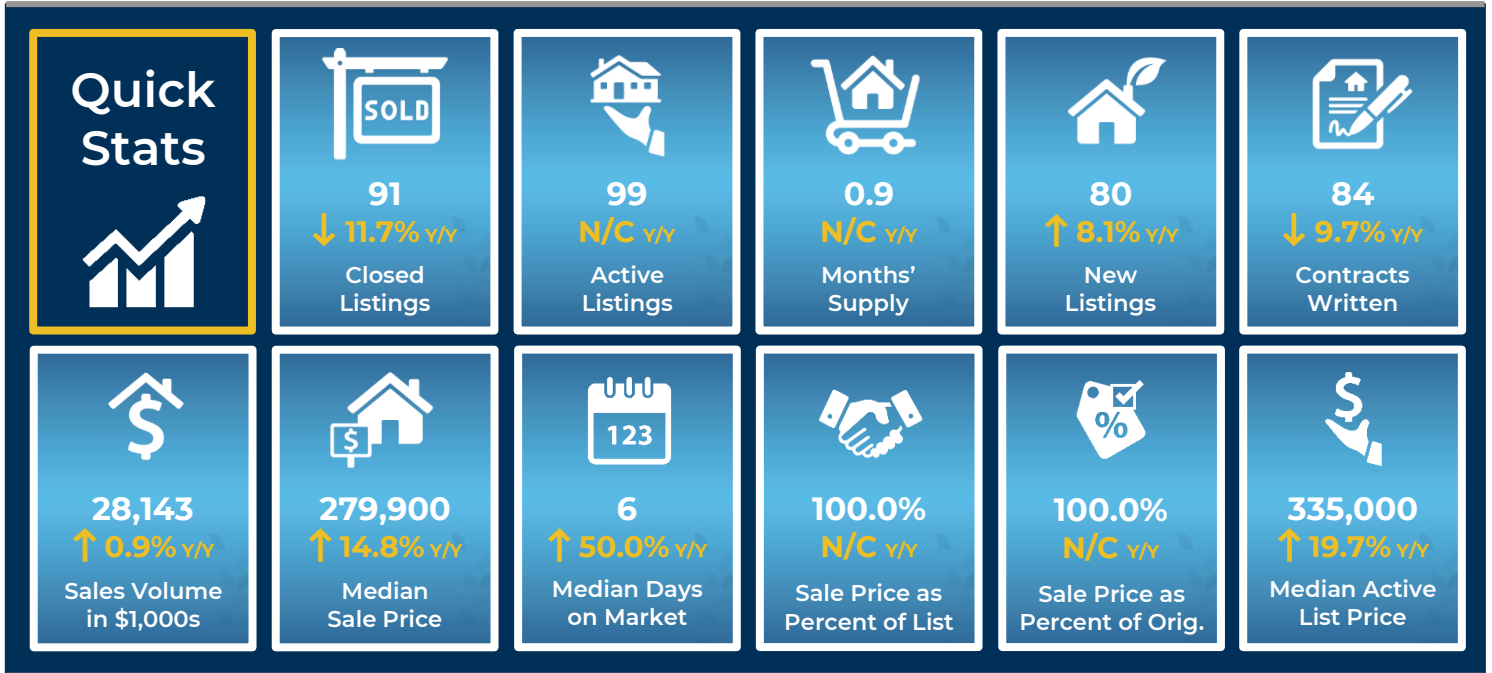 Quick
Stats
SOLD
91
↓ 11.7% Y/Y
Closed
Listings
99
N/C Y/Y
Active
Listings
0.9
N/C Y/Y
Months’
Supply
80
↑ 8.1% Y/Y
New
Listings
84
↓ 9.7% Y/Y
Contracts
Written
$
28,143
↑ 0.9% Y/Y
Sales Volume
in $1,000s
$
279,900
↑ 14.8% Y/Y
Median
Sale Price
123
6
↑ 50.0% Y/Y
Median Days
on Market
100.0%
N/C Y/Y
Sale Price as
Percent of List
%
100.0%
N/C Y/Y
Sale Price as
Percent of Orig.
$
335,000
↑ 19.7% Y/Y
Median Active
List Price